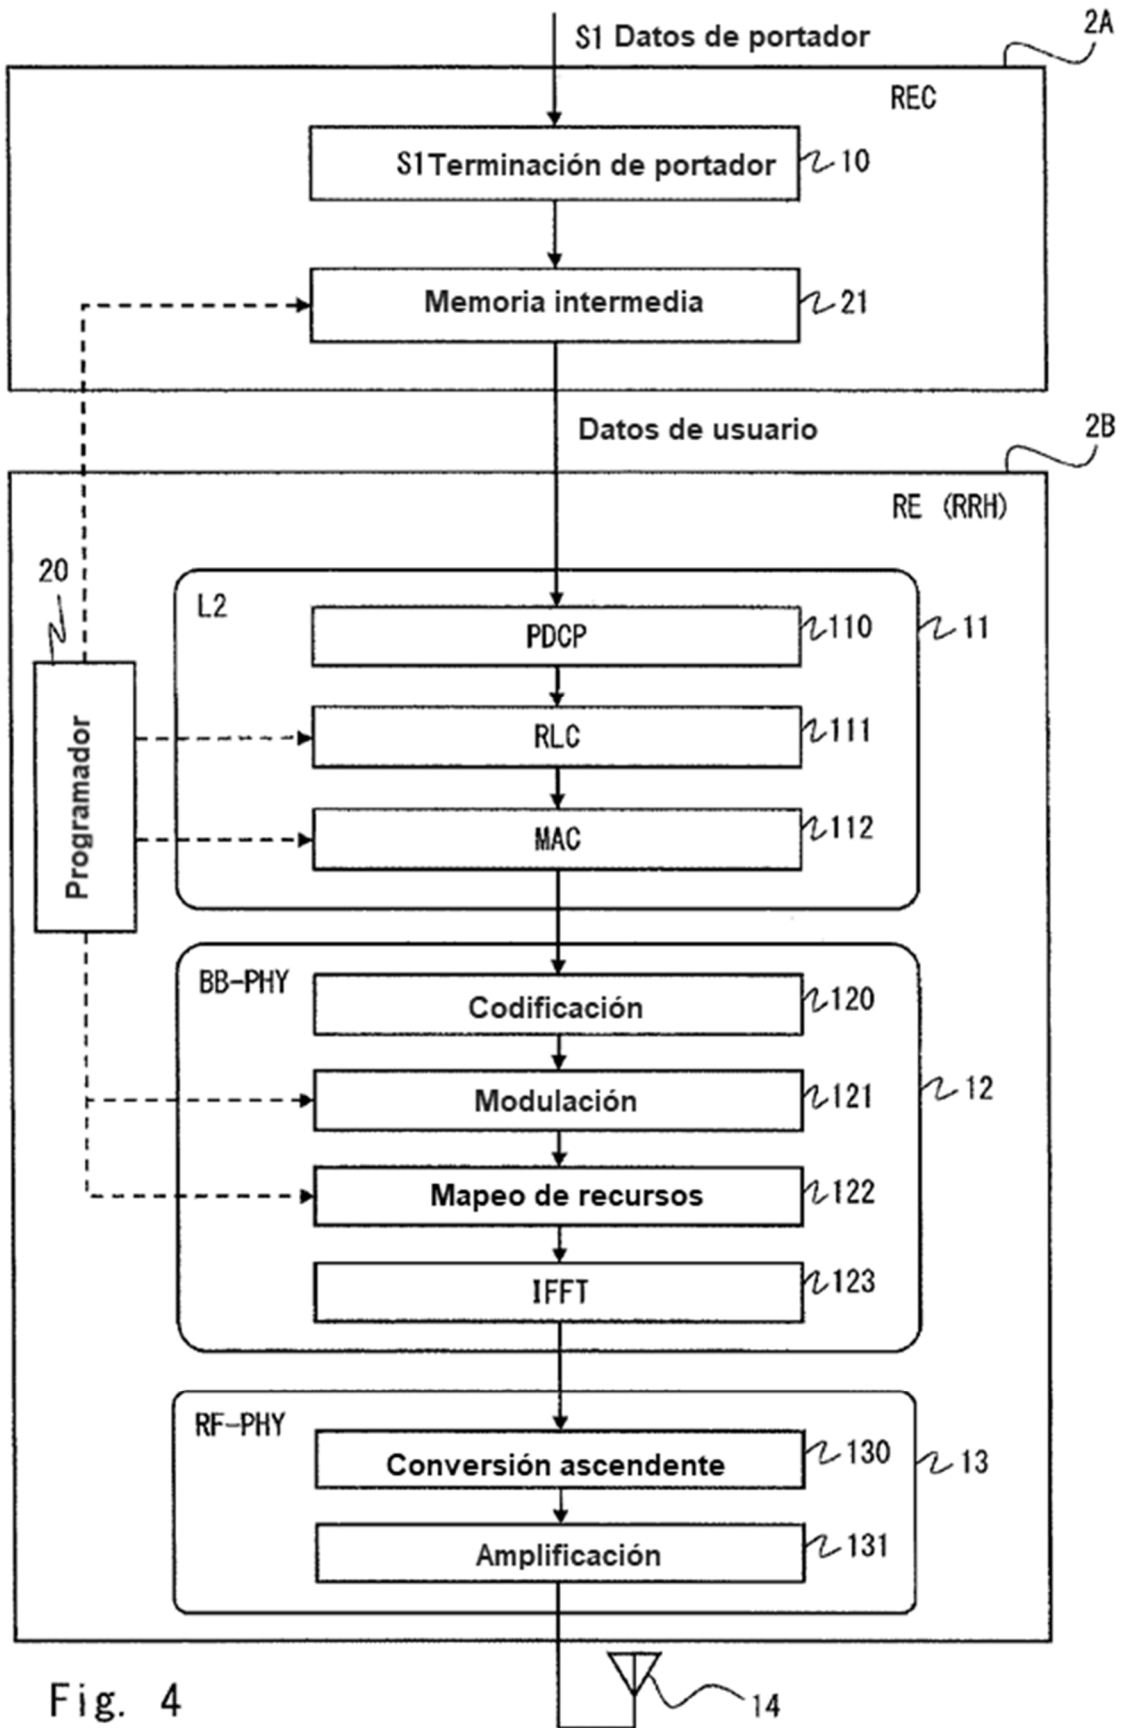 S1 Datos de portador
2A
REC
S1 Terminación de portador
10
Memoria intermedia
21
Datos de usuario
2B
RE (RRH)
20
Programador
L2
11
PDCP
110
RLC
111
MAC
112
BB-PHY
12
Codificación
120
Modulación
121
Mapeo de recursos
122
IFFT
123
RF-PHY
13
Conversión ascendente
130
Amplificación
131
14
Fig. 4